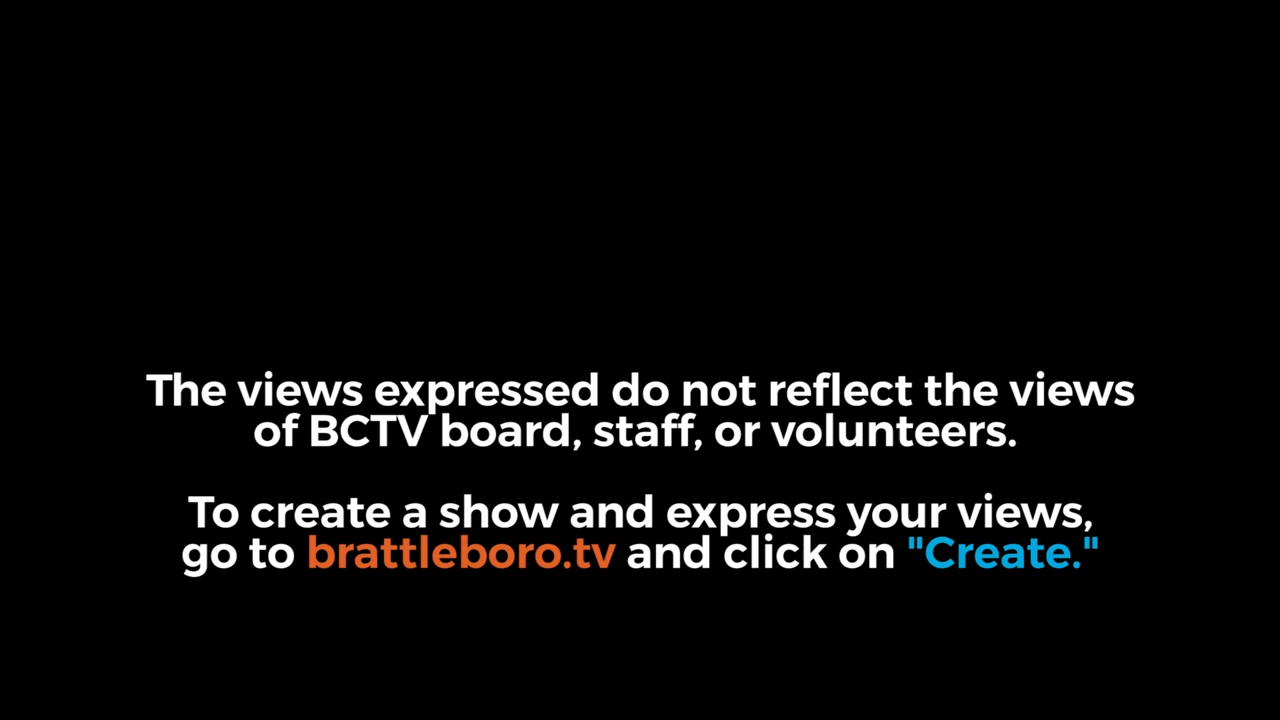 The views expressed do not reflect the views
of BCTV board, staff, or volunteers.
To create a show and express your views,
go to brattleboro.tv and click on "Create."